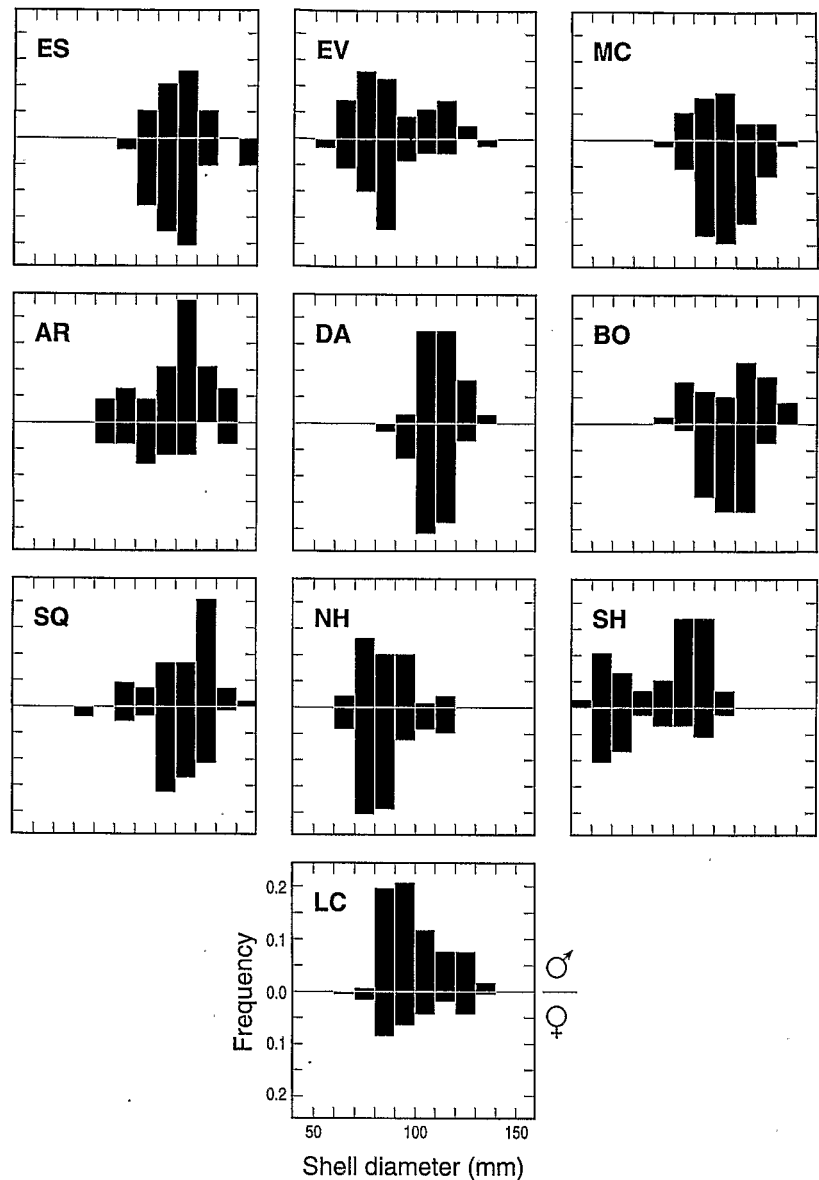 ES
EV
MC
AR
DA
BO
SQ
NH
SH
LC
Frequency
0.2
0.1
0.0
0.1
0.2
♂
♀
50 100 150
Shell diameter (mm)